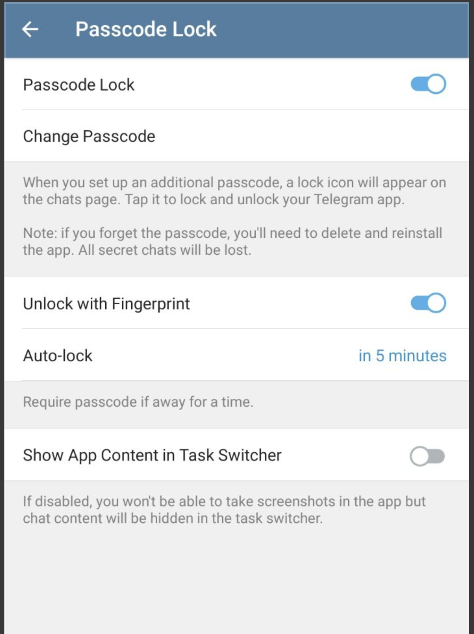 Passcode Lock
Passcode Lock
Change Passcode
When you set up an additional passcode, a lock icon will appear on
the chats page. Tap it to lock and unlock your Telegram app.
Note: if you forget the passcode, you'll need to delete and reinstall
the app. All secret chats will be lost.
Unlock with Fingerprint
Auto-lock in 5 minutes
Require passcode if away for a time.
Show App Content in Task Switcher
If disabled, you won't be able to take screenshots in the app but
chat content will be hidden in the task switcher.